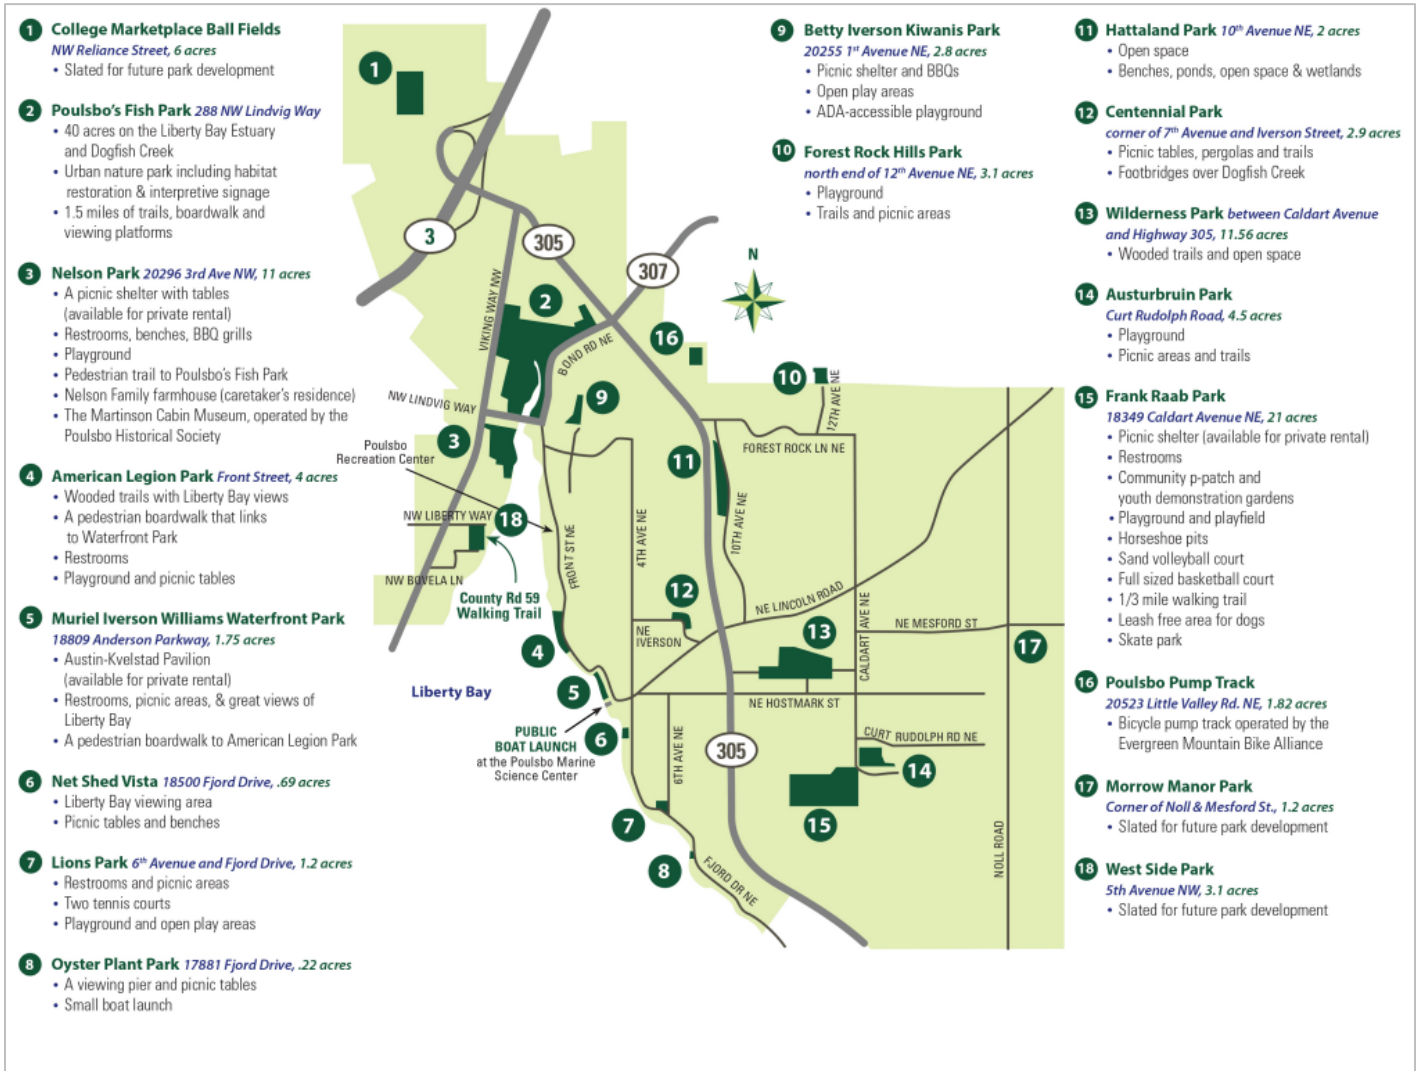 1 College Marketplace Ball Fields
NW Reliance Street, 6 acres
• Slated for future park development
2 Poulsbo's Fish Park 288 NW Lindvig Way
• 40 acres on the Liberty Bay Estuary
and Dogfish Creek
• Urban nature park including habitat
restoration & interpretive signage
• 1.5 miles of trails, boardwalk and
viewing platforms
3 Nelson Park 20296 3rd Ave NW, 11 acres
• A picnic shelter with tables
(available for private rental)
• Restrooms, benches, BBQ grills
• Playground
• Pedestrian trail to Poulsbo's Fish Park
• Nelson Family farmhouse (caretaker's residence)
• The Martinson Cabin Museum, operated by the
Poulsbo Historical Society
4 American Legion Park Front Street, 4 acres
• Wooded trails with Liberty Bay views
• A pedestrian boardwalk that links
to Waterfront Park
• Restrooms
• Playground and picnic tables
5 Muriel Iverson Williams Waterfront Park
18809 Anderson Parkway, 1.75 acres
• Austin-Kvelstad Pavilion
(available for private rental)
• Restrooms, picnic areas, & great views of
Liberty Bay
• A pedestrian boardwalk to American Legion Park
6 Net Shed Vista 18500 Fjord Drive, .69 acres
• Liberty Bay viewing area
• Picnic tables and benches
7 Lions Park 6th Avenue and Fjord Drive, 1.2 acres
• Restrooms and picnic areas
• Two tennis courts
• Playground and open play areas
8 Oyster Plant Park 17881 Fjord Drive, .22 acres
• A viewing pier and picnic tables
• Small boat launch
9 Betty Iverson Kiwanis Park
20255 1st Avenue NE, 2.8 acres
• Picnic shelter and BBQs
• Open play areas
• ADA-accessible playground
10 Forest Rock Hills Park
north end of 12th Avenue NE, 3.1 acres
• Playground
• Trails and picnic areas
11 Hattaland Park 10th Avenue NE, 2 acres
• Open space
• Benches, ponds, open space & wetlands
12 Centennial Park
corner of 7th Avenue and Iverson Street, 2.9 acres
• Picnic tables, pergolas and trails
• Footbridges over Dogfish Creek
13 Wilderness Park between Caldart Avenue
and Highway 305, 11.56 acres
• Wooded trails and open space
14 Austurbruin Park
Curt Rudolph Road, 4.5 acres
• Playground
• Picnic areas and trails
15 Frank Raab Park
18349 Caldart Avenue NE, 21 acres
• Picnic shelter (available for private rental)
• Restrooms
• Community p-patch and
youth demonstration gardens
• Playground and playfield
• Horseshoe pits
• Sand volleyball court
• Full sized basketball court
• 1/3 mile walking trail
• Leash free area for dogs
• Skate park
16 Poulsbo Pump Track
20523 Little Valley Rd. NE, 1.82 acres
• Bicycle pump track operated by the
Evergreen Mountain Bike Alliance
17 Morrow Manor Park
Corner of Noll & Mesford St., 1.2 acres
• Slated for future park development
18 West Side Park
5th Avenue NW, 3.1 acres
• Slated for future park development
1
3
305
307
N
2
VIKING WAY NW
BOND RD NE
16
10
12TH AVE NE
9
NW LINDVIG WAY
3
Poulsbo
Recreation Center
FOREST ROCK LN NE
11
10TH AVE NE
NW LIBERTY WAY
18
FRONT ST NE
4TH AVE NE
NW BOVELA LN
County Rd 59
Walking Trail
12
NE LINCOLN ROAD
NE
IVERSON
13
CALDART AVE NE
NE MESFORD ST
17
4
5
Liberty Bay
NE HOSTMARK ST
PUBLIC
BOAT LAUNCH
at the Poulsbo Marine
Science Center
6
6TH AVE NE
305
CURT RUDOLPH RD NE
14
7
15
8
FJORD DR NE
NOLL ROAD